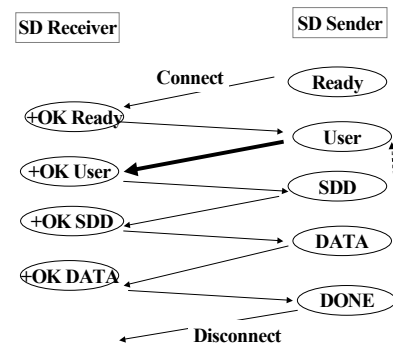 SD Receiver SD Sender
Connect
Ready
+OK Ready
User
+OK User
SDD
+OK SDD
DATA
+OK DATA
DONE
Disconnect